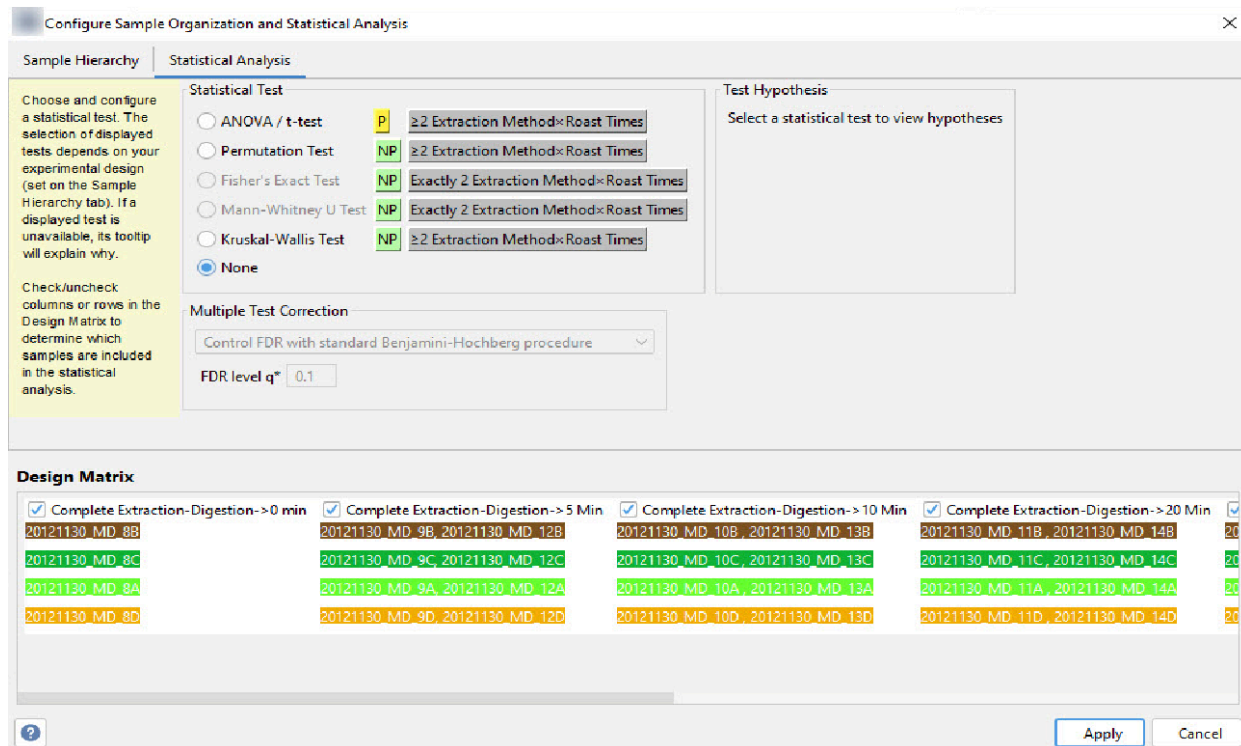 Configure Sample Organization and Statistical Analysis
Sample Hierarchy Statistical Analysis
Choose and configure
a statistical test. The
selection of displayed
tests depends on your
experimental design
(set on the Sample
Hierarchy tab). If a
displayed test is
unavailable, its tooltip
will explain why.
Check/uncheck
columns or rows in the
Design Matrix to
determine which
samples are included
in the statistical
analysis.
Statistical Test
ANOVA / t-test P ≥2 Extraction Method×Roast Times
Permutation Test NP ≥2 Extraction Method×Roast Times
Fisher's Exact Test NP Exactly 2 Extraction Method×Roast Times
Mann-Whitney U Test NP Exactly 2 Extraction Method×Roast Times
Kruskal-Wallis Test NP ≥2 Extraction Method×Roast Times
None
Test Hypothesis
Select a statistical test to view hypotheses
Multiple Test Correction
Control FDR with standard Benjamini-Hochberg procedure
FDR level q* 0.1
Design Matrix
Complete Extraction-Digestion->0 min Complete Extraction-Digestion->5 Min Complete Extraction-Digestion->10 Min Complete Extraction-Digestion->20 Min
20121130_MD_8B 20121130_MD_9B, 20121130_MD_12B 20121130_MD_10B , 20121130_MD_13B 20121130_MD_11B , 20121130_MD_14B 20
20121130_MD_8C 20121130_MD_9C, 20121130_MD_12C 20121130_MD_10C , 20121130_MD_13C 20121130_MD_11C , 20121130_MD_14C 20
20121130_MD_8A 20121130_MD_9A, 20121130_MD_12A 20121130_MD_10A , 20121130_MD_13A 20121130_MD_11A , 20121130_MD_14A 20
20121130_MD_8D 20121130_MD_9D, 20121130_MD_12D 20121130_MD_10D , 20121130_MD_13D 20121130_MD_11D , 20121130_MD_14D 20
? Apply Cancel